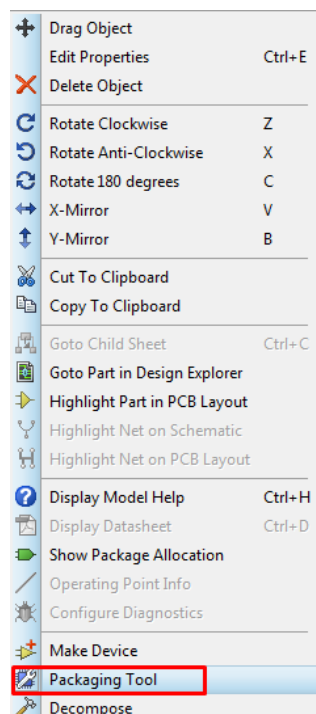 Drag Object
Edit Properties Ctrl+E
Delete Object
Rotate Clockwise Z
Rotate Anti-Clockwise X
Rotate 180 degrees C
X-Mirror V
Y-Mirror B
Cut To Clipboard
Copy To Clipboard
Goto Child Sheet Ctrl+C
Goto Part in Design Explorer
Highlight Part in PCB Layout
Highlight Net on Schematic
Highlight Net on PCB Layout
Display Model Help Ctrl+H
Display Datasheet Ctrl+D
Show Package Allocation
Operating Point Info
Configure Diagnostics
Make Device
Packaging Tool
Decompose